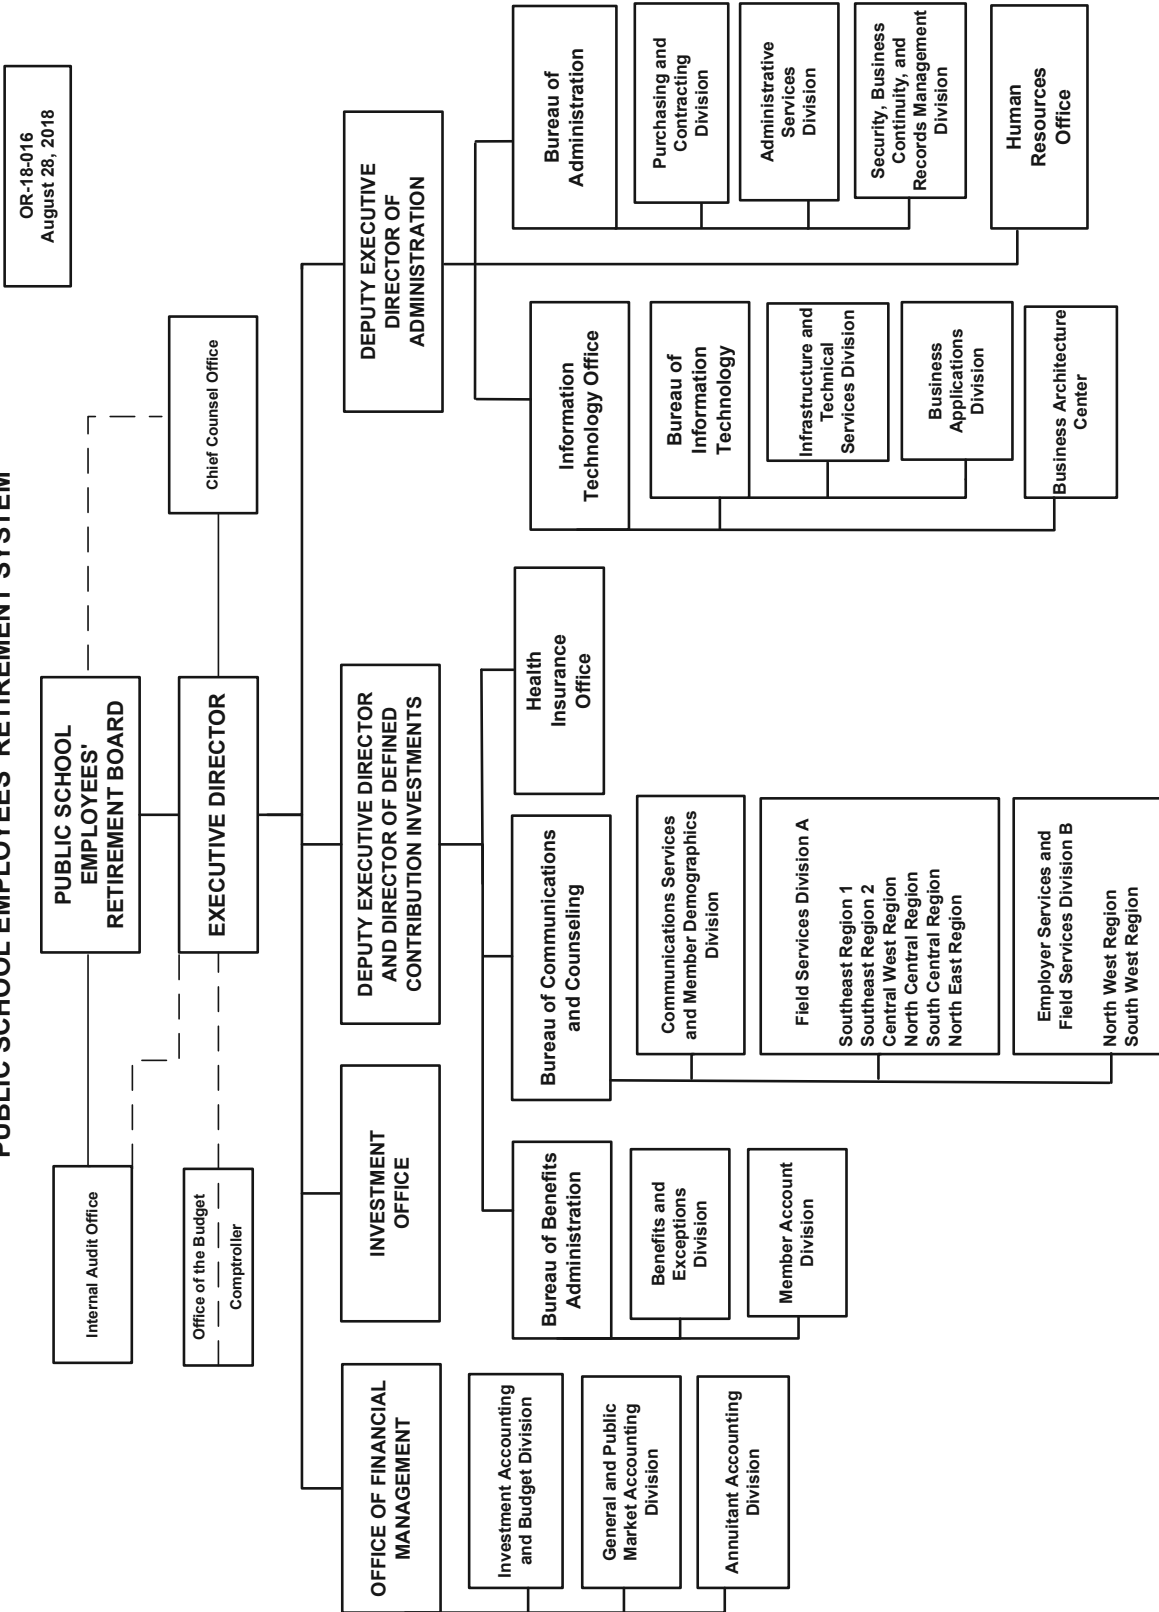 PUBLIC SCHOOL EMPLOYEES' RETIREMENT SYSTEM
OR-18-016
August 28, 2018
PUBLIC SCHOOL
EMPLOYEES'
RETIREMENT BOARD
Internal Audit Office
Chief Counsel Office
EXECUTIVE DIRECTOR
Office of the Budget
Comptroller
OFFICE OF FINANCIAL
MANAGEMENT
INVESTMENT
OFFICE
DEPUTY EXECUTIVE DIRECTOR
AND DIRECTOR OF DEFINED
CONTRIBUTION INVESTMENTS
DEPUTY EXECUTIVE
DIRECTOR OF
ADMINISTRATION
Investment Accounting
and Budget Division
General and Public
Market Accounting
Division
Annuitant Accounting
Division
Bureau of Benefits
Administration
Benefits and
Exceptions
Division
Member Account
Division
Bureau of Communications
and Counseling
Communications Services
and Member Demographics
Division
Field Services Division A
Southeast Region 1
Southeast Region 2
Central West Region
North Central Region
South Central Region
North East Region
Employer Services and
Field Services Division B
North West Region
South West Region
Health
Insurance
Office
Information
Technology Office
Bureau of
Information
Technology
Infrastructure and
Technical
Services Division
Business
Applications
Division
Business Architecture
Center
Bureau of
Administration
Purchasing and
Contracting
Division
Administrative
Services
Division
Security, Business
Continuity, and
Records Management
Division
Human
Resources
Office